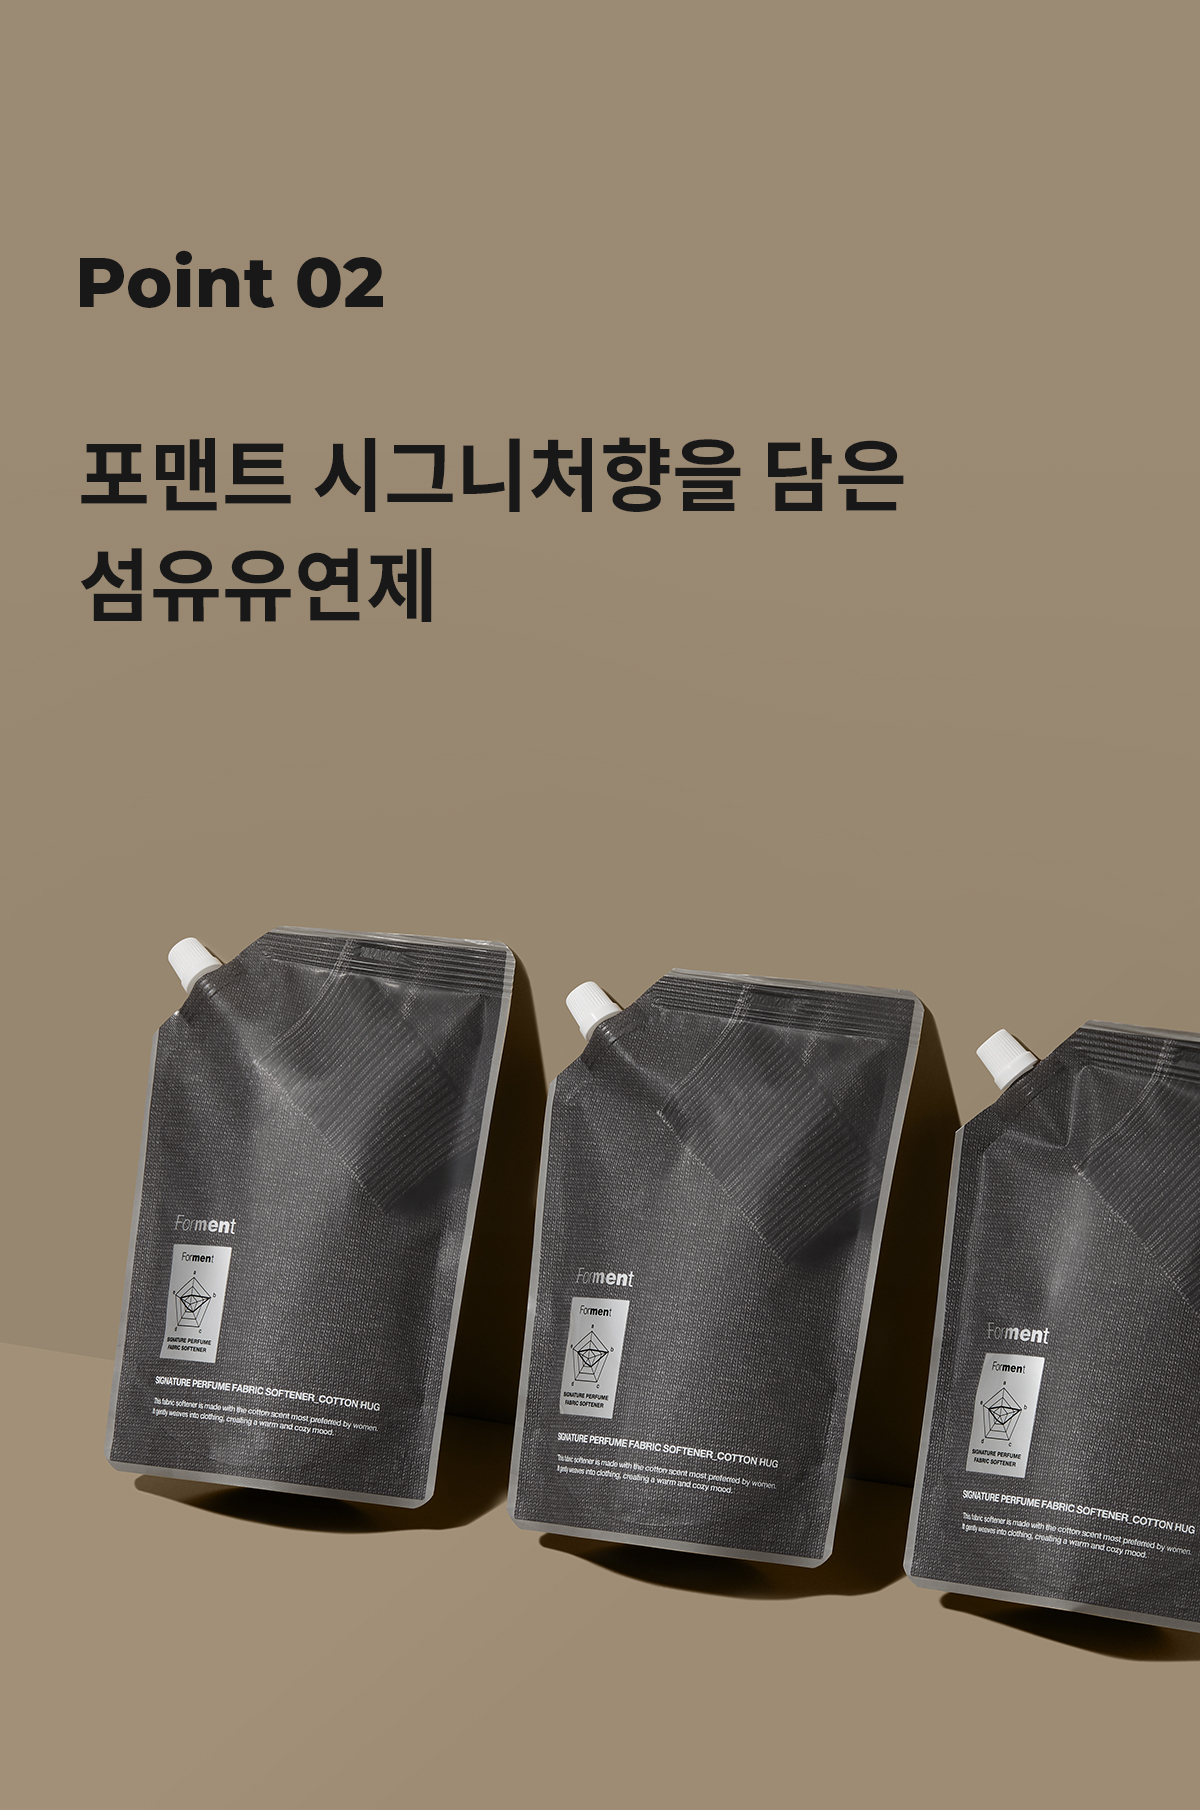 Point 02
포맨트 시그니처향을 담은
섬유유연제
Forment
Forment
a
e b
d c
SIGNATURE PERFUME
FABRIC SOFTENER
SIGNATURE PERFUME FABRIC SOFTENER_COTTON HUG
This fabric softener is made with the cotton scent most preferred by women.
It gently weaves into clothing, creating a warm and cozy mood.
Forment
Forment
a
e b
d c
SIGNATURE PERFUME
FABRIC SOFTENER
SIGNATURE PERFUME FABRIC SOFTENER_COTTON HUG
This fabric softener is made with the cotton scent most preferred by women.
It gently weaves into clothing, creating a warm and cozy mood.
Forment
Forment
a
e b
d c
SIGNATURE PERFUME
FABRIC SOFTENER
SIGNATURE PERFUME FABRIC SOFTENER_COTTON HUG
This fabric softener is made with the cotton scent most preferred by women.
It gently weaves into clothing, creating a warm and cozy mood.